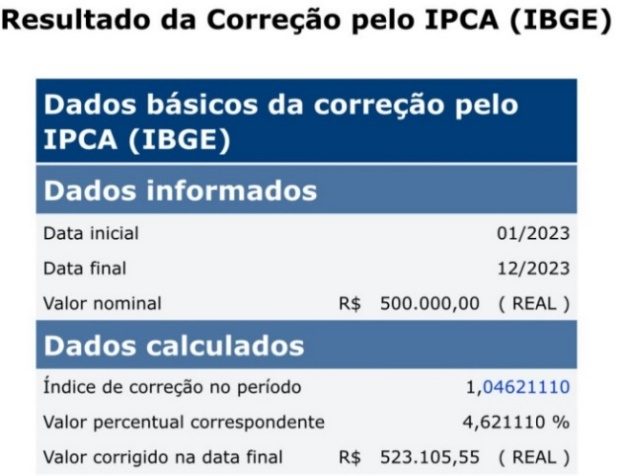 Resultado da Correção pelo IPCA (IBGE)
Dados básicos da correção pelo
IPCA (IBGE)
Dados informados
Data inicial 01/2023
Data final 12/2023
Valor nominal R$ 500.000,00 ( REAL )
Dados calculados
Índice de correção no período 1,04621110
Valor percentual correspondente 4,621110 %
Valor corrigido na data final R$ 523.105,55 ( REAL )